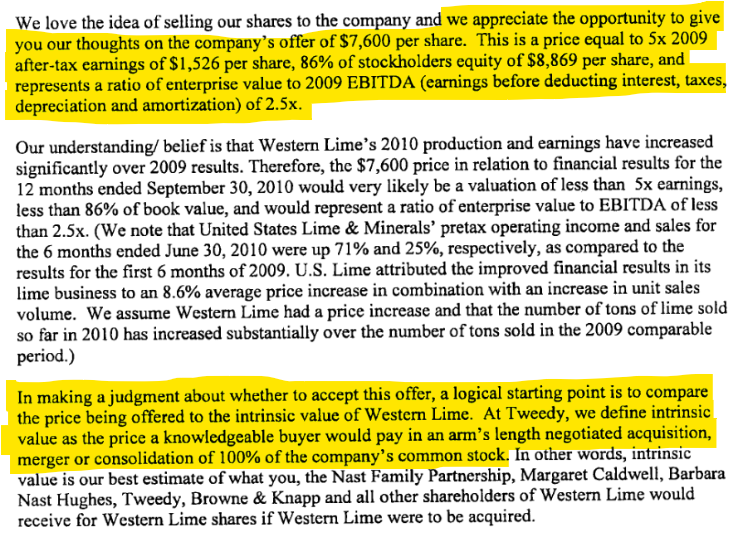 We love the idea of selling our shares to the company and we appreciate the opportunity to give
you our thoughts on the company's offer of $7,600 per share.  This is a price equal to 5x 2009
after-tax earnings of $1,526 per share, 86% of stockholders equity of $8,869 per share, and
represents a ratio of enterprise value to 2009 EBITDA (earnings before deducting interest, taxes,
depreciation and amortization) of 2.5x.
Our understanding/ belief is that Western Lime's 2010 production and earnings have increased
significantly over 2009 results. Therefore, the $7,600 price in relation to financial results for the
12 months ended September 30, 2010 would very likely be a valuation of less than  5x earnings,
less than 86% of book value, and would represent a ratio of enterprise value to EBITDA of less
than 2.5x. (We note that United States Lime & Minerals' pretax operating income and sales for
the 6 months ended June 30, 2010 were up 71% and 25%, respectively, as compared to the
results for the first 6 months of 2009. U.S. Lime attributed the improved financial results in its
lime business to an 8.6% average price increase in combination with an increase in unit sales
volume.  We assume Western Lime had a price increase and that the number of tons of lime sold
so far in 2010 has increased substantially over the number of tons sold in the 2009 comparable
period.)
In making a judgment about whether to accept this offer, a logical starting point is to compare
the price being offered to the intrinsic value of Western Lime.  At Tweedy, we define intrinsic
value as the price a knowledgeable buyer would pay in an arm's length negotiated acquisition,
merger or consolidation of 100% of the company's common stock. In other words, intrinsic
value is our best estimate of what you, the Nast Family Partnership, Margaret Caldwell, Barbara
Nast Hughes, Tweedy, Browne & Knapp and all other shareholders of Western Lime would
receive for Western Lime shares if Western Lime were to be acquired.